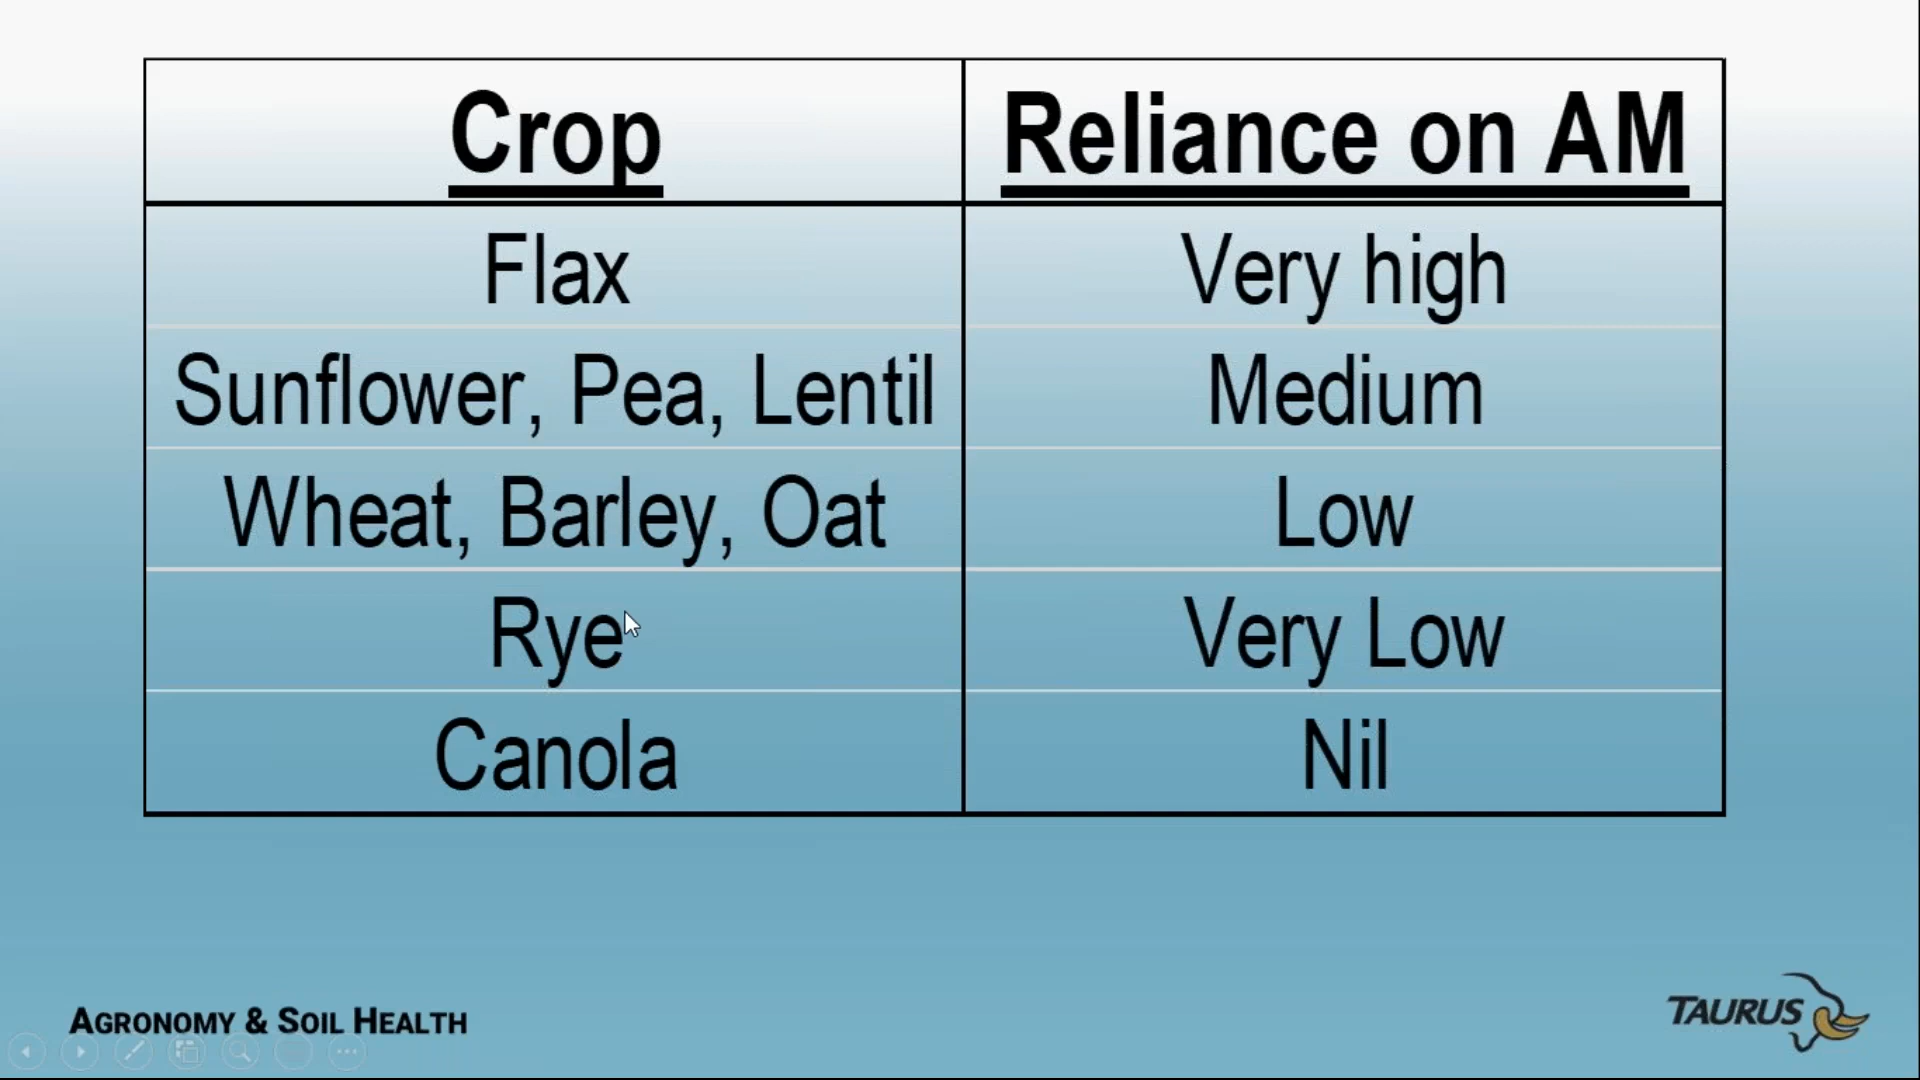 Crop Reliance on AM
Flax Very high
Sunflower, Pea, Lentil Medium
Wheat, Barley, Oat Low
Rye Very Low
Canola Nil
AGRONOMY & SOIL HEALTH
TAURUS